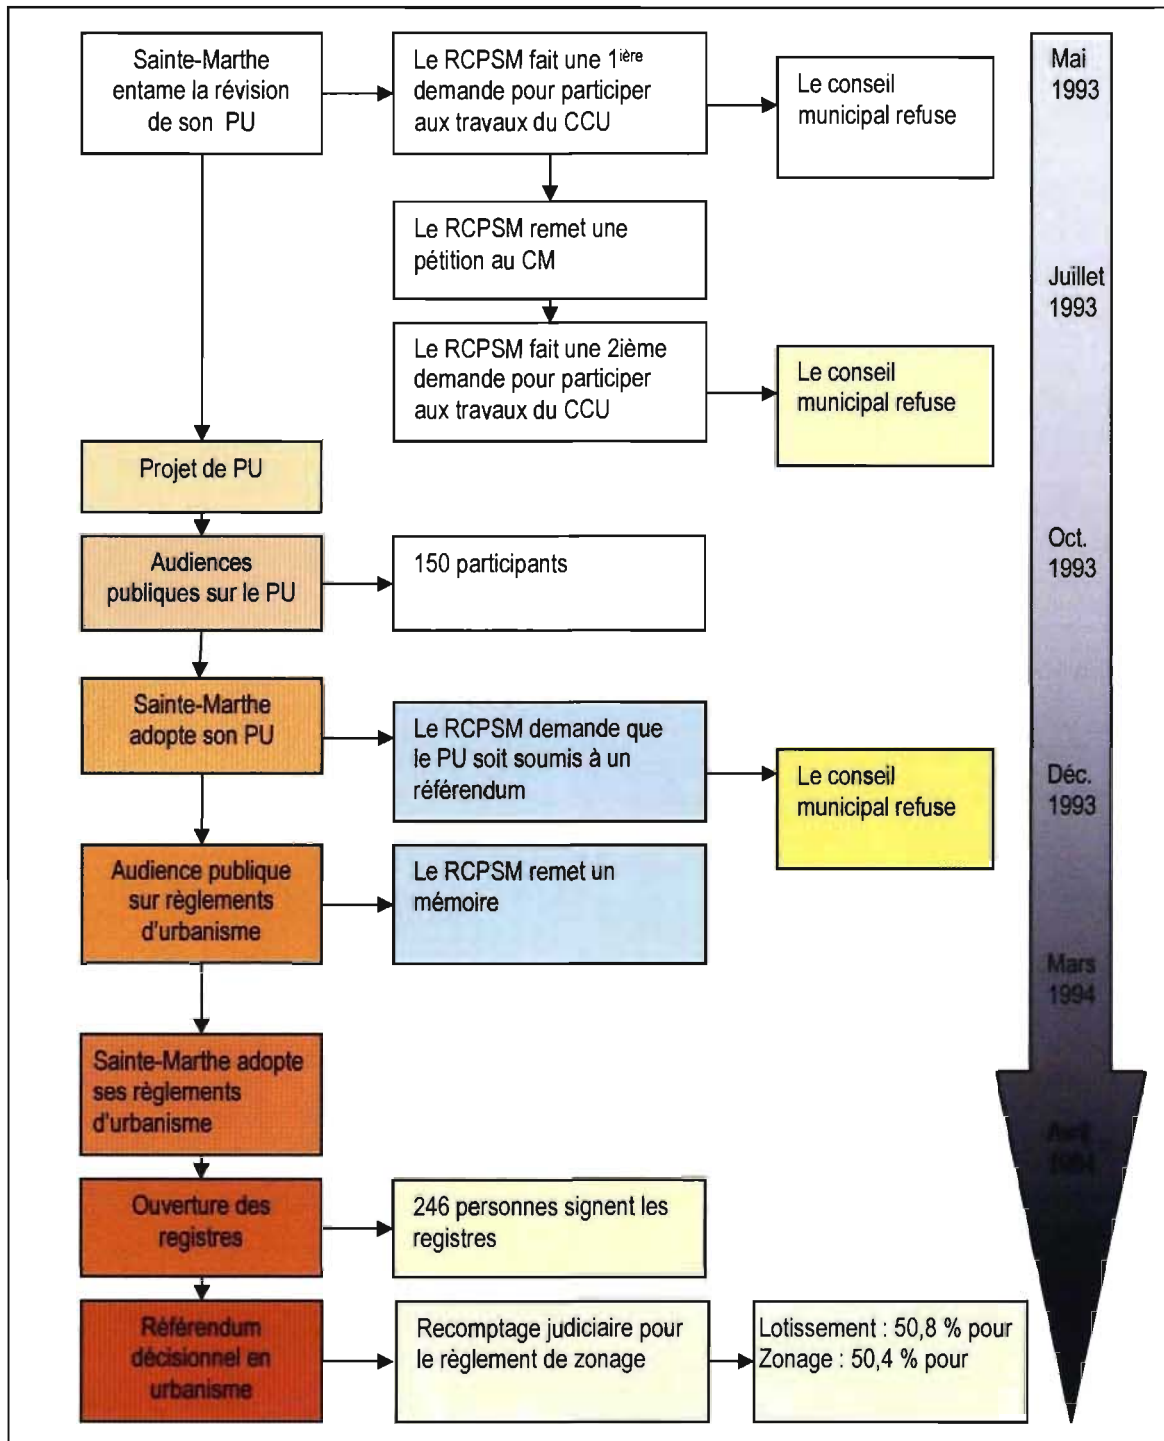 Sainte-Marthe
entame la révision
de son PU
Le RCPSM fait une 1ière
demande pour participer
aux travaux du CCU
Le conseil
municipal refuse
Mai
1993
Le RCPSM remet une
pétition au CM
Juillet
1993
Le RCPSM fait une 2ième
demande pour participer
aux travaux du CCU
Le conseil
municipal refuse
Projet de PU
Audiences
publiques sur le PU
150 participants
Oct.
1993
Sainte-Marthe
adopte son PU
Le RCPSM demande que
le PU soit soumis à un
référendum
Le conseil
municipal refuse
Déc.
1993
Audience publique
sur règlements
d'urbanisme
Le RCPSM remet un
mémoire
Mars
1994
Sainte-Marthe adopte
ses règlements
d'urbanisme
Avril
1994
Ouverture des
registres
246 personnes signent les
registres
Référendum
décisionnel en
urbanisme
Recomptage judiciaire pour
le règlement de zonage
Lotissement : 50,8 % pour
Zonage : 50,4 % pour